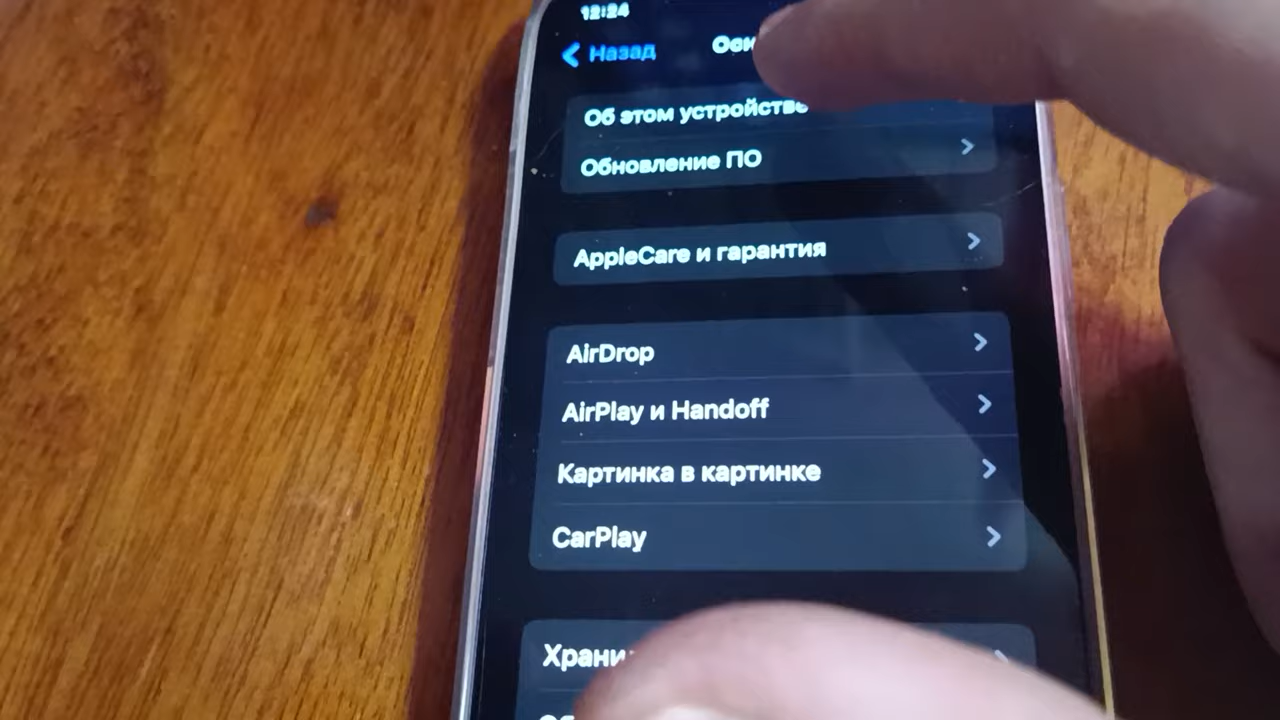 12:24
Назад
Об этом устройстве
Обновление ПО
AppleCare и гарантия
AirDrop
AirPlay и Handoff
Картинка в картинке
CarPlay